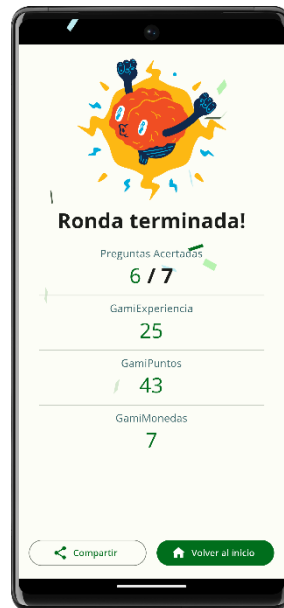 Ronda terminada!
Preguntas Acertadas
6 / 7
GamiExperiencia
25
GamiPuntos
43
GamiMonedas
7
Compartir
Volver al inicio